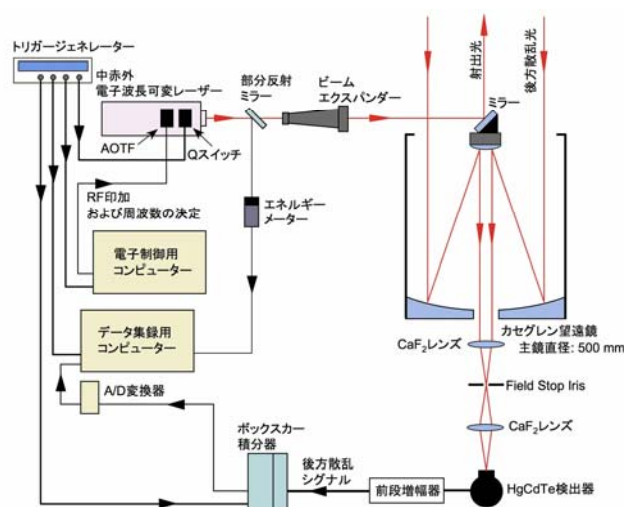 トリガージェネレーター
中赤外
電子波長可変レーザー
部分反射
ミラー
ビーム
エクスパンダー
射出光
後方散乱光
ミラー
AOTF
Qスイッチ
RF印加
および周波数の決定
エネルギー
メーター
電子制御用
コンピューター
データ集録用
コンピューター
A/D変換器
カセグレン望遠鏡
主鏡直径: 500 mm
CaF₂レンズ
Field Stop Iris
CaF₂レンズ
ボックスカー
積分器
後方散乱
シグナル
前段増幅器
HgCdTe検出器